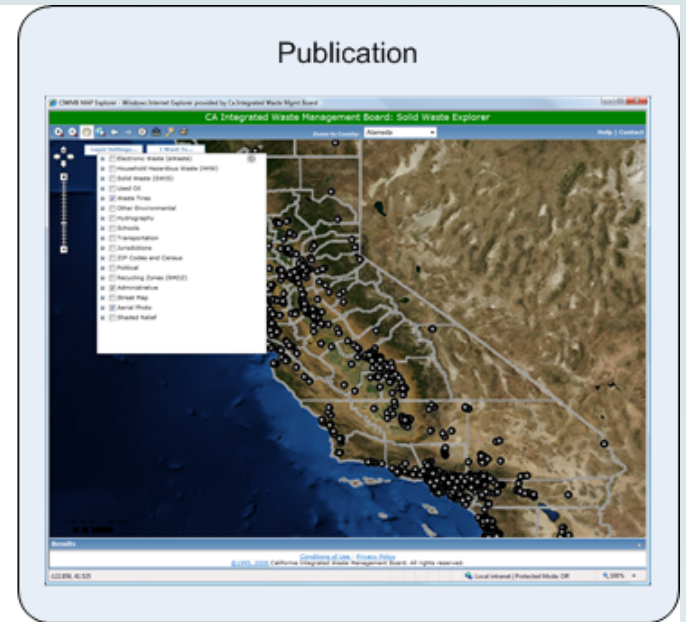 Publication
CIWMB MAP Explorer - Windows Internet Explorer provided by Ca Integrated Waste Mgmt Board
CA Integrated Waste Management Board: Solid Waste Explorer
Zoom to County: Alameda
Help | Contact
Layer Settings... I Want To...
Electronic Waste (eWaste)
Household Hazardous Waste (HHW)
Solid Waste (SWIS)
Used Oil
Waste Tires
Other Environmental
Hydrography
Schools
Transportation
Jurisdictions
ZIP Codes and Census
Political
Recycling Zones (RMDZ)
Administrative
Street Map
Aerial Photo
Shaded Relief
Results
Conditions of Use | Privacy Policy
©1995, 2008 California Integrated Waste Management Board. All rights reserved.
Local intranet | Protected Mode: Off 100%